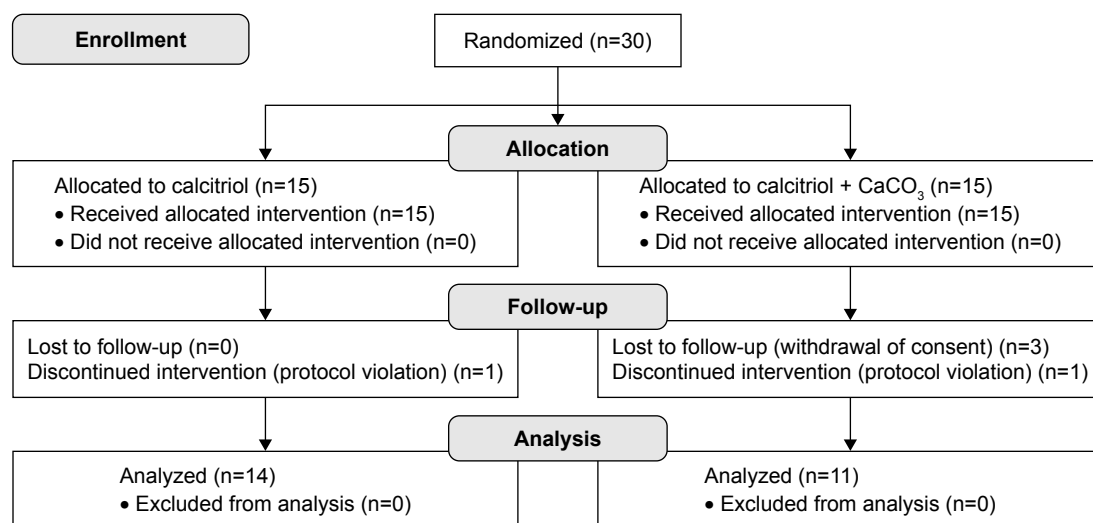 Enrollment
Randomized (n=30)
Allocation
Allocated to calcitriol (n=15)
• Received allocated intervention (n=15)
• Did not receive allocated intervention (n=0)
Allocated to calcitriol + CaCO₃ (n=15)
• Received allocated intervention (n=15)
• Did not receive allocated intervention (n=0)
Follow-up
Lost to follow-up (n=0)
Discontinued intervention (protocol violation) (n=1)
Lost to follow-up (withdrawal of consent) (n=3)
Discontinued intervention (protocol violation) (n=1)
Analysis
Analyzed (n=14)
• Excluded from analysis (n=0)
Analyzed (n=11)
• Excluded from analysis (n=0)